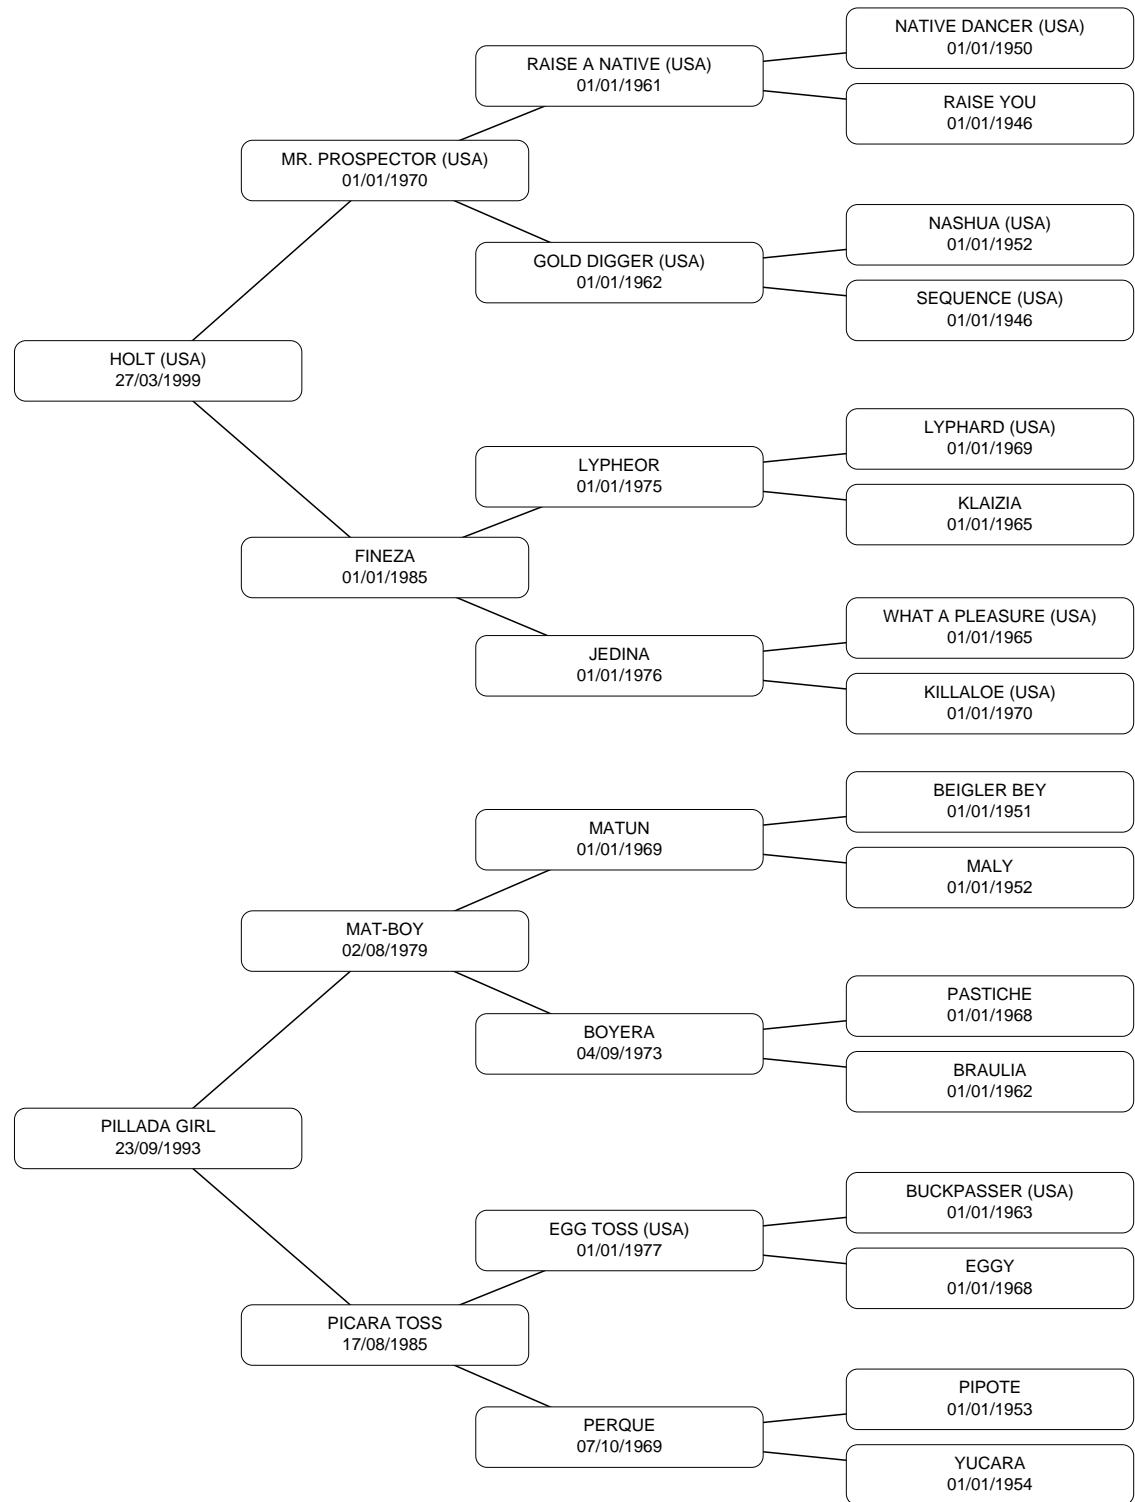 NATIVE DANCER (USA)
01/01/1950
RAISE A NATIVE (USA)
01/01/1961
RAISE YOU
01/01/1946
MR. PROSPECTOR (USA)
01/01/1970
NASHUA (USA)
01/01/1952
GOLD DIGGER (USA)
01/01/1962
SEQUENCE (USA)
01/01/1946
HOLT (USA)
27/03/1999
LYPHARD (USA)
01/01/1969
LYPHEOR
01/01/1975
KLAIZIA
01/01/1965
FINEZA
01/01/1985
WHAT A PLEASURE (USA)
01/01/1965
JEDINA
01/01/1976
KILLALOE (USA)
01/01/1970
BEIGLER BEY
01/01/1951
MATUN
01/01/1969
MALY
01/01/1952
MAT-BOY
02/08/1979
PASTICHE
01/01/1968
BOYERA
04/09/1973
BRAULIA
01/01/1962
PILLADA GIRL
23/09/1993
BUCKPASSER (USA)
01/01/1963
EGG TOSS (USA)
01/01/1977
EGGY
01/01/1968
PICARA TOSS
17/08/1985
PIPOTE
01/01/1953
PERQUE
07/10/1969
YUCARA
01/01/1954